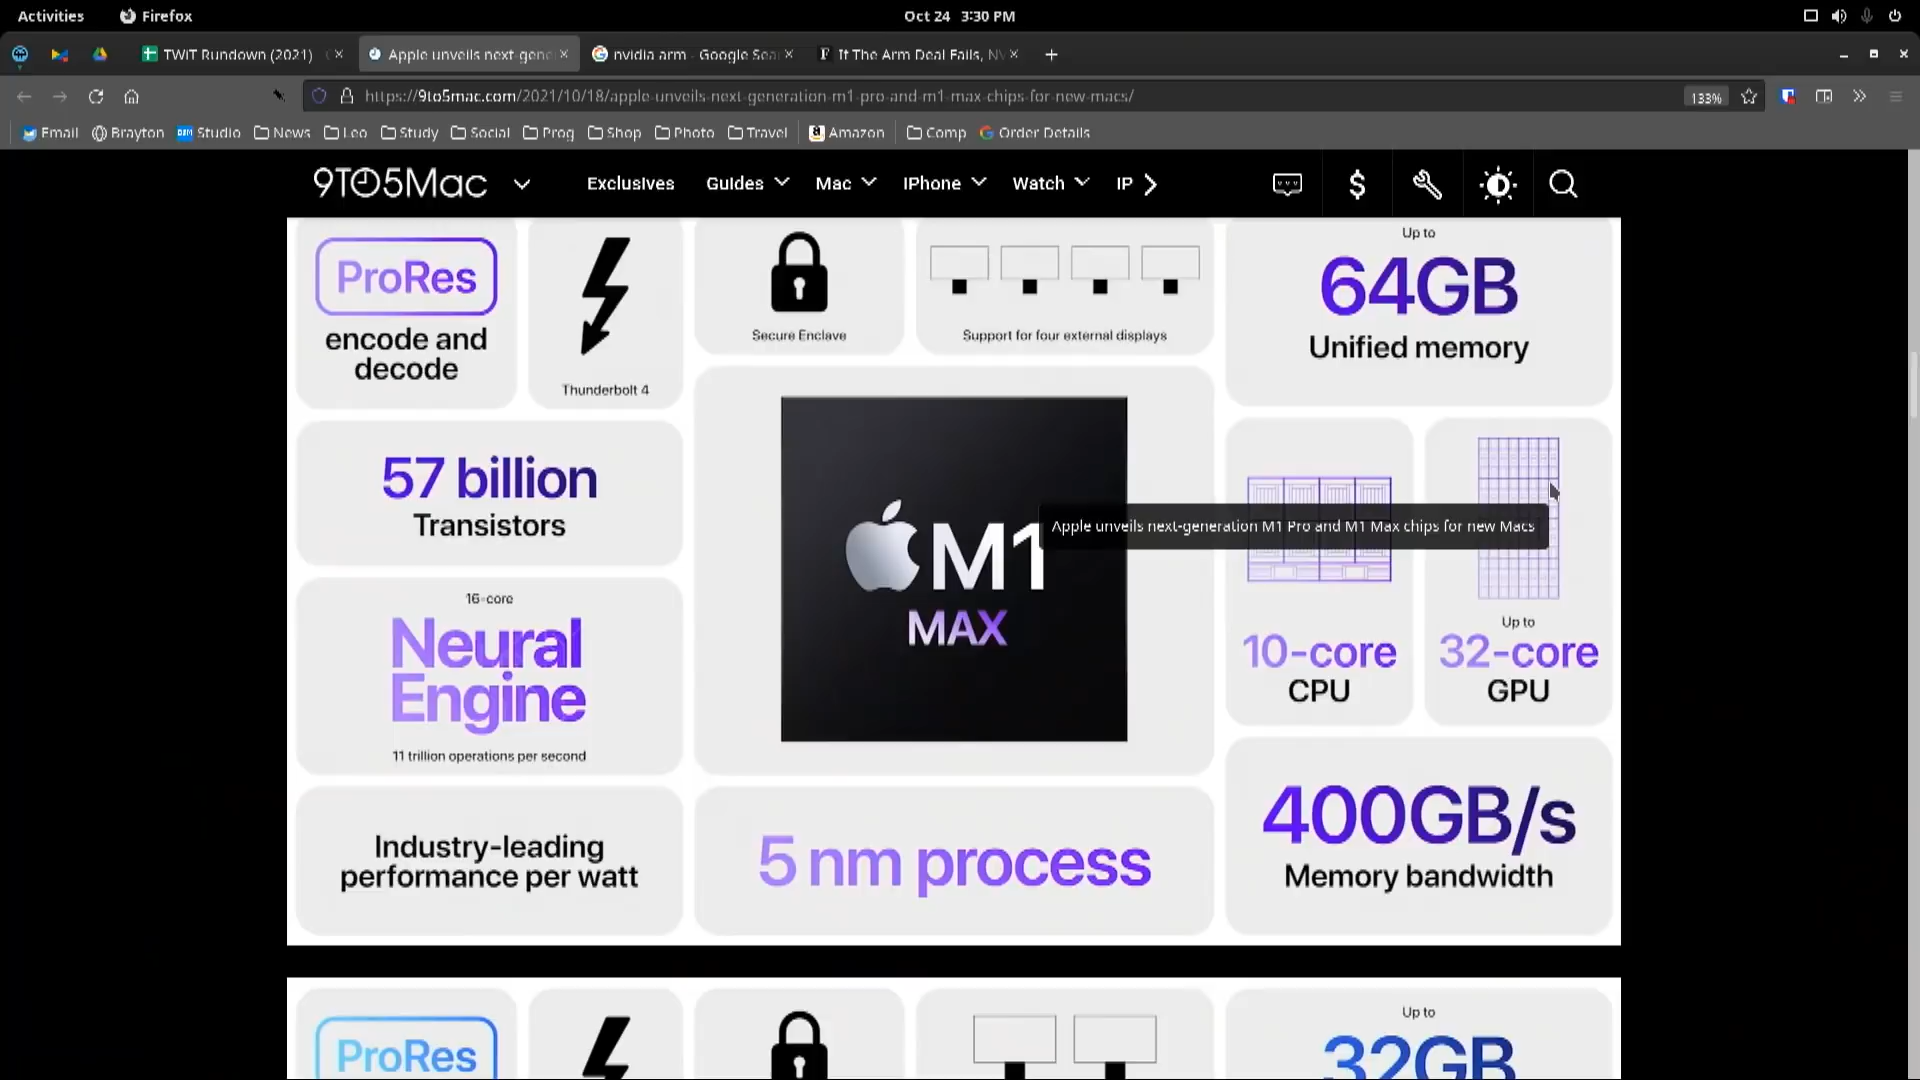 Activities Firefox Oct 24 3:30 PM
TWiT Rundown (2021) Apple unveils next-gene nvidia arm - Google Sea If The Arm Deal Fails, NV
https://9to5mac.com/2021/10/18/apple-unveils-next-generation-m1-pro-and-m1-max-chips-for-new-macs/ 133%
Email Brayton Studio News Leo Study Social Prog Shop Photo Travel Amazon Comp Order Details
9TO5Mac Exclusives Guides Mac iPhone Watch iP
ProRes
encode and
decode
Thunderbolt 4
Secure Enclave
Support for four external displays
Up to
64GB
Unified memory
57 billion
Transistors
M1
MAX
Apple unveils next-generation M1 Pro and M1 Max chips for new Macs
10-core
CPU
Up to
32-core
GPU
16-core
Neural
Engine
11 trillion operations per second
Industry-leading
performance per watt
5 nm process
400GB/s
Memory bandwidth
ProRes
Up to
32GB